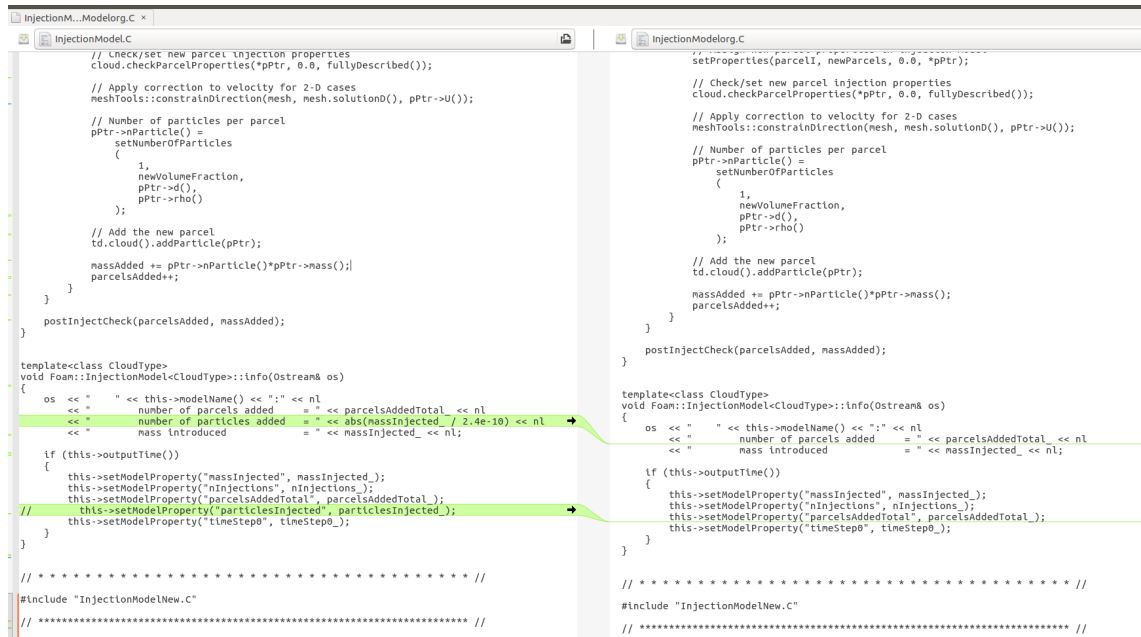 InjectionM...Modelorg.C ×
InjectionModel.C
// Check/set new parcel injection properties
cloud.checkParcelProperties(*pPtr, 0.0, fullyDescribed());
// Apply correction to velocity for 2-D cases
meshTools::constrainDirection(mesh, mesh.solutionD(), pPtr->U());
// Number of particles per parcel
pPtr->nParticle() =
setNumberOfParticles
(
1,
newVolumeFraction,
pPtr->d(),
pPtr->rho()
);
// Add the new parcel
td.cloud().addParticle(pPtr);
massAdded += pPtr->nParticle()*pPtr->mass();
parcelsAdded++;
}
}
postInjectCheck(parcelsAdded, massAdded);
}
template<class CloudType>
void Foam::InjectionModel<CloudType>::info(Ostream& os)
{
os << "    " << this->modelName() << ":" << nl
<< "        number of parcels added     = " << parcelsAddedTotal_ << nl
<< "        number of particles added   = " << abs(massInjected_ / 2.4e-10) << nl
<< "        mass introduced             = " << massInjected_ << nl;
if (this->outputTime())
{
this->setModelProperty("massInjected", massInjected_);
this->setModelProperty("nInjections", nInjections_);
this->setModelProperty("parcelsAddedTotal", parcelsAddedTotal_);
//        this->setModelProperty("particlesInjected", particlesInjected_);
this->setModelProperty("timeStep0", timeStep0_);
}
}
// * * * * * * * * * * * * * * * * * * * * * * * * * * * * * * * * * * * * * //
#include "InjectionModelNew.C"
// ************************************************************************* //
InjectionModelorg.C
setProperties(parcelI, newParcels, 0.0, *pPtr);
// Check/set new parcel injection properties
cloud.checkParcelProperties(*pPtr, 0.0, fullyDescribed());
// Apply correction to velocity for 2-D cases
meshTools::constrainDirection(mesh, mesh.solutionD(), pPtr->U());
// Number of particles per parcel
pPtr->nParticle() =
setNumberOfParticles
(
1,
newVolumeFraction,
pPtr->d(),
pPtr->rho()
);
// Add the new parcel
td.cloud().addParticle(pPtr);
massAdded += pPtr->nParticle()*pPtr->mass();
parcelsAdded++;
}
}
postInjectCheck(parcelsAdded, massAdded);
}
template<class CloudType>
void Foam::InjectionModel<CloudType>::info(Ostream& os)
{
os << "    " << this->modelName() << ":" << nl
<< "        number of parcels added     = " << parcelsAddedTotal_ << nl
<< "        mass introduced             = " << massInjected_ << nl;
if (this->outputTime())
{
this->setModelProperty("massInjected", massInjected_);
this->setModelProperty("nInjections", nInjections_);
this->setModelProperty("parcelsAddedTotal", parcelsAddedTotal_);
this->setModelProperty("timeStep0", timeStep0_);
}
}
// * * * * * * * * * * * * * * * * * * * * * * * * * * * * * * * * * * * * * //
#include "InjectionModelNew.C"
// ************************************************************************* //